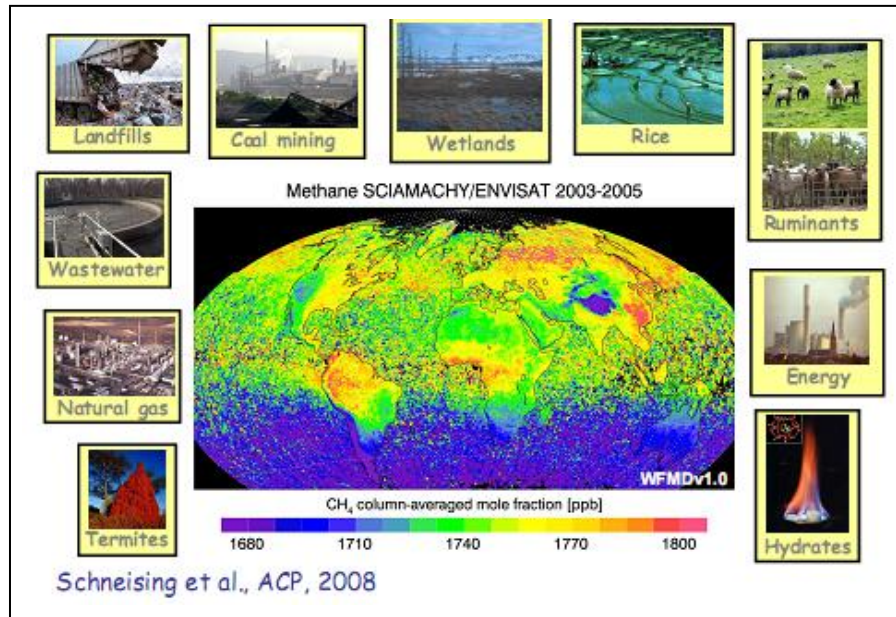 Landfills
Coal mining
Wetlands
Rice
Ruminants
Wastewater
Natural gas
Termites
Energy
Hydrates
Methane SCIAMACHY/ENVISAT 2003-2005
WFMDv1.0
CH₄ column-averaged mole fraction [ppb]
1680 1710 1740 1770 1800
Schneising et al., ACP, 2008